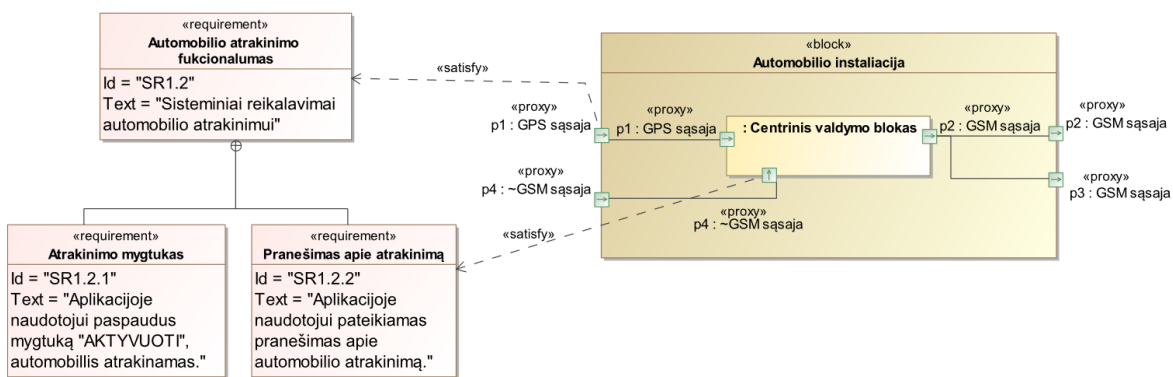 «requirement»
Automobilio atrakinimo
fukcionalumas
Id = "SR1.2"
Text = "Sisteminiai reikalavimai
automobilio atrakinimui"
«satisfy»
«block»
Automobilio instaliacija
«proxy»
p1 : GPS sąsaja
«proxy»
p1 : GPS sąsaja
: Centrinis valdymo blokas
«proxy»
p2 : GSM sąsaja
«proxy»
p2 : GSM sąsaja
«proxy»
p4 : ~GSM sąsaja
«proxy»
p3 : GSM sąsaja
«proxy»
p4 : ~GSM sąsaja
«satisfy»
«requirement»
Atrakinimo mygtukas
Id = "SR1.2.1"
Text = "Aplikacijoje
naudotojui paspaudus
mygtuką "AKTYVUOTI",
automobillis atrakinamas."
«requirement»
Pranešimas apie atrakinimą
Id = "SR1.2.2"
Text = "Aplikacijoje
naudotojui pateikiamas
pranešimas apie
automobilio atrakinimą."